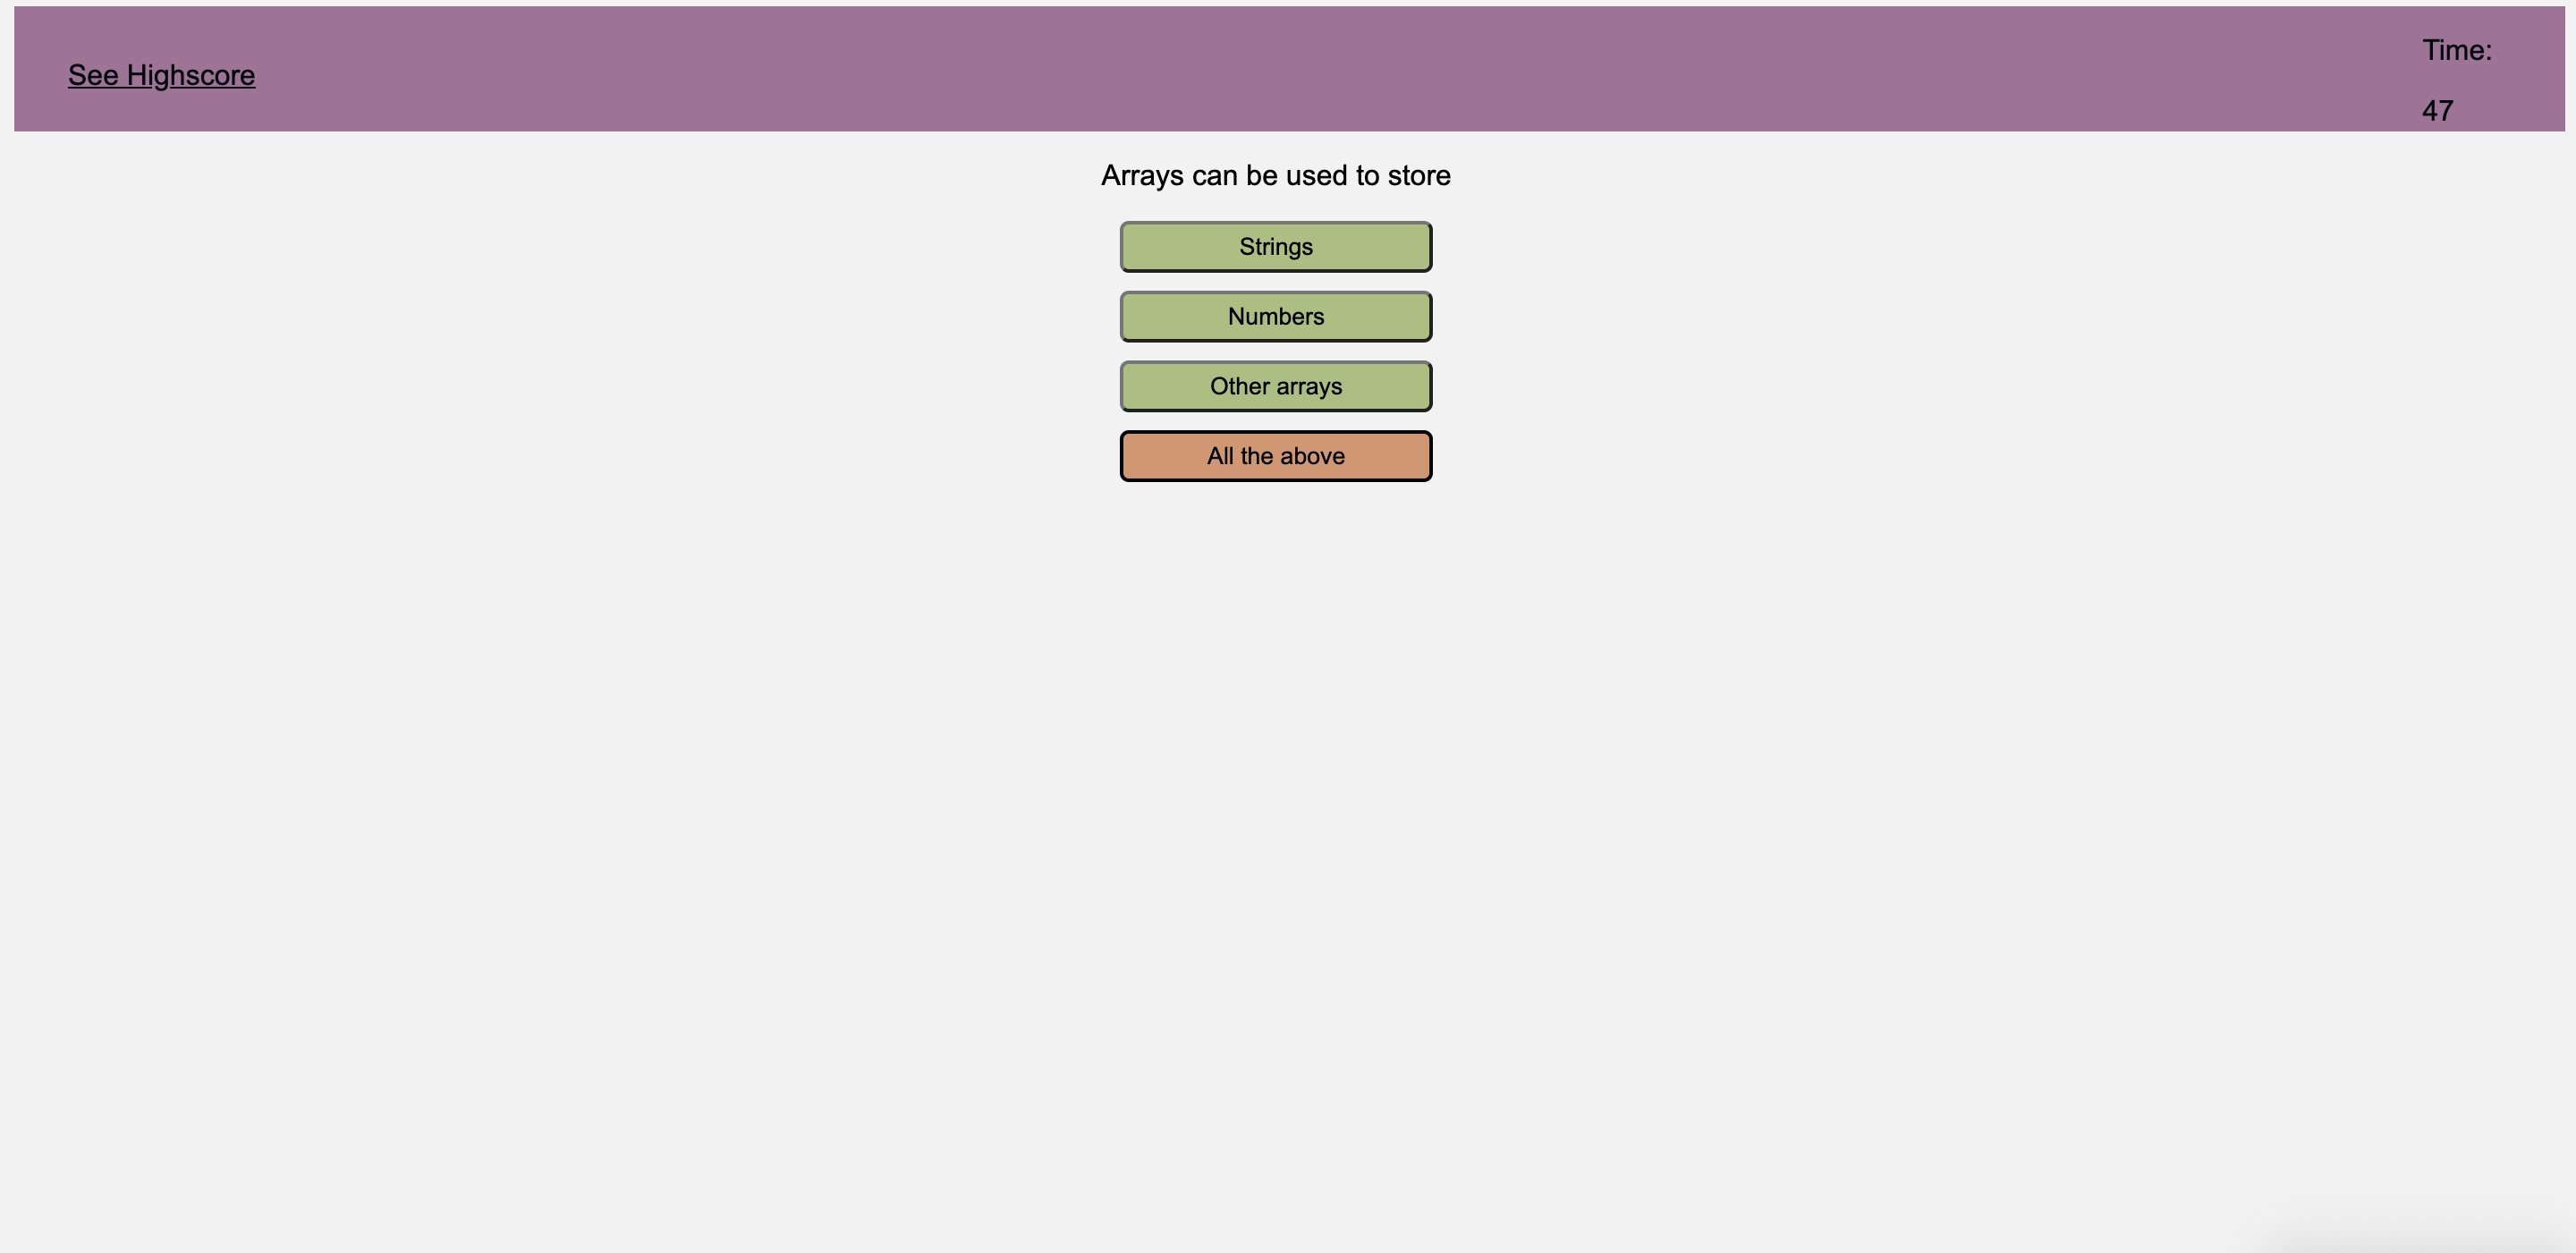 See Highscore
Time:
47
Arrays can be used to store
Strings
Numbers
Other arrays
All the above